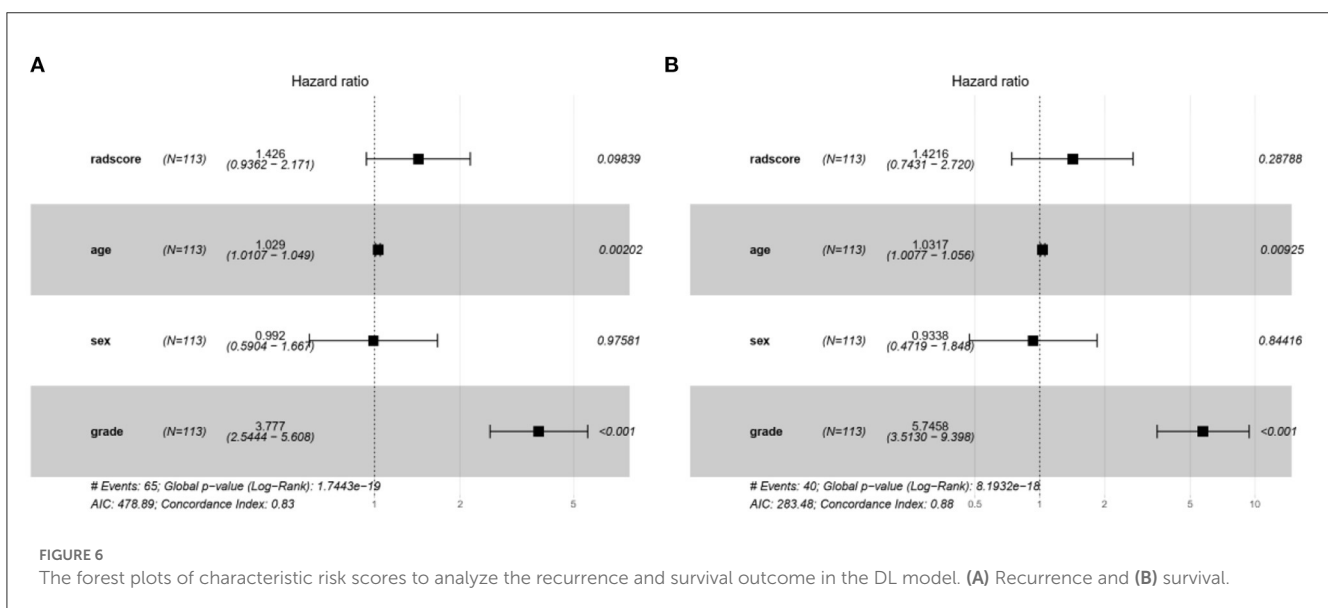 A
Hazard ratio
radscore (N=113) 1.426 (0.9362 – 2.171) 0.09839
age (N=113) 1.029 (1.0107 – 1.049) 0.00202
sex (N=113) 0.992 (0.5904 – 1.667) 0.97581
grade (N=113) 3.777 (2.5444 – 5.608) <0.001
# Events: 65; Global p-value (Log-Rank): 1.7443e-19
AIC: 478.89; Concordance Index: 0.83
1 2 5
B
Hazard ratio
radscore (N=113) 1.4216 (0.7431 – 2.720) 0.28788
age (N=113) 1.0317 (1.0077 – 1.056) 0.00925
sex (N=113) 0.9338 (0.4719 – 1.848) 0.84416
grade (N=113) 5.7458 (3.5130 – 9.398) <0.001
# Events: 40; Global p-value (Log-Rank): 8.1932e-18
AIC: 283.48; Concordance Index: 0.88
0.5 1 2 5 10
FIGURE 6
The forest plots of characteristic risk scores to analyze the recurrence and survival outcome in the DL model. (A) Recurrence and (B) survival.